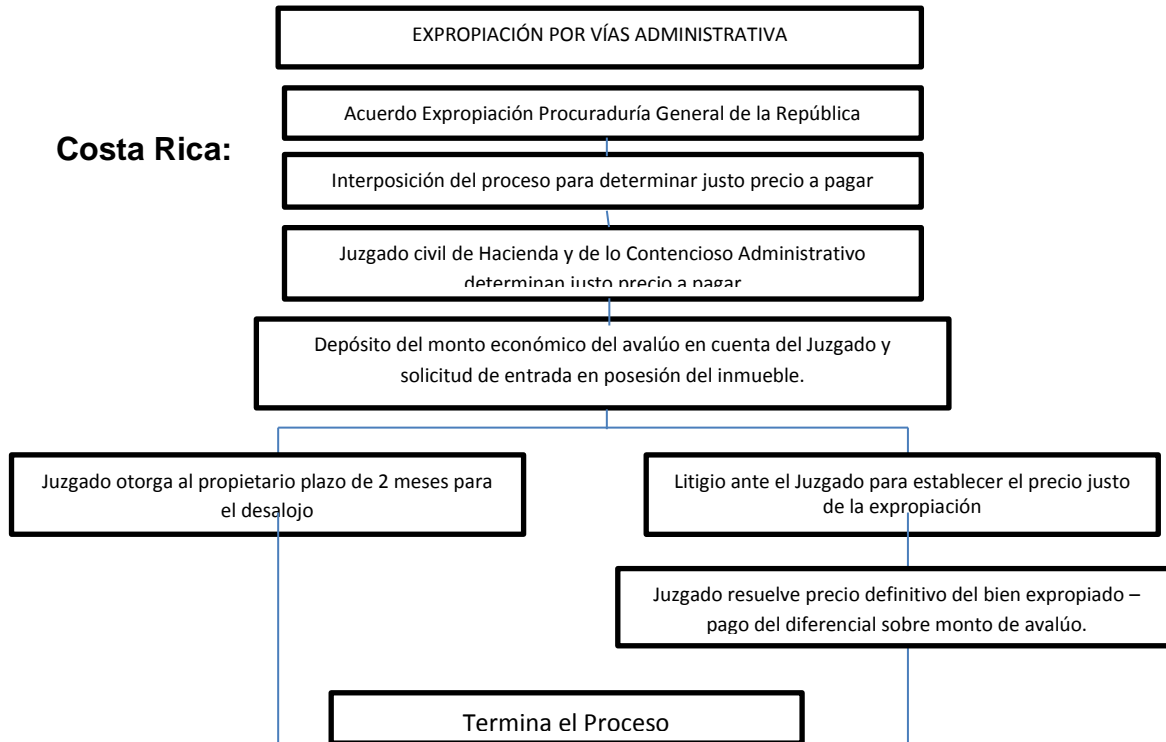 EXPROPIACIÓN POR VÍAS ADMINISTRATIVA
Acuerdo Expropiación Procuraduría General de la República
Costa Rica:
Interposición del proceso para determinar justo precio a pagar
Juzgado civil de Hacienda y de lo Contencioso Administrativo
determinan justo precio a pagar
Depósito del monto económico del avalúo en cuenta del Juzgado y
solicitud de entrada en posesión del inmueble.
Juzgado otorga al propietario plazo de 2 meses para
el desalojo
Litigio ante el Juzgado para establecer el precio justo
de la expropiación
Juzgado resuelve precio definitivo del bien expropiado –
pago del diferencial sobre monto de avalúo.
Termina el Proceso